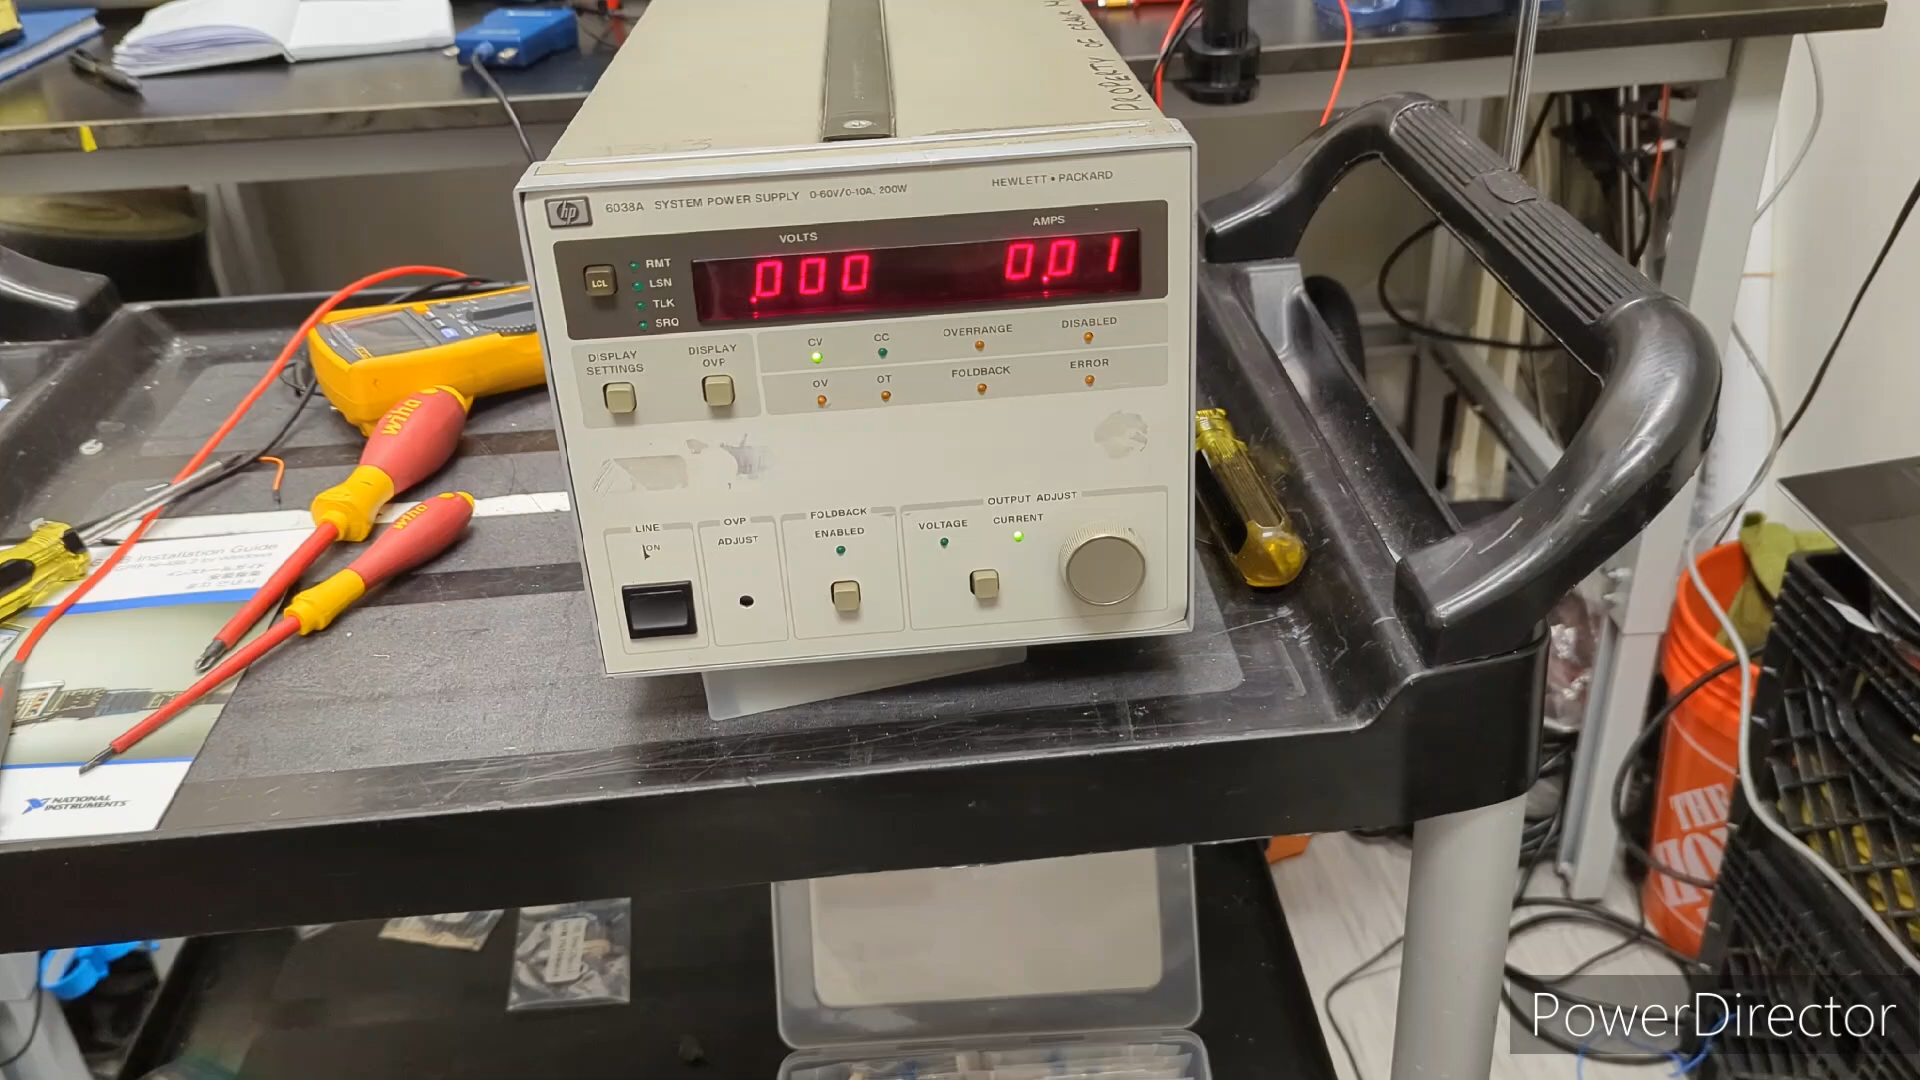 PROPERTY OF
hp
6038A SYSTEM POWER SUPPLY 0-60V/0-10A, 200W
HEWLETT • PACKARD
VOLTS
AMPS
LCL
RMT
LSN
TLK
SRQ
.000
0.01
DISPLAY SETTINGS
DISPLAY OVP
CV
CC
OVERRANGE
DISABLED
OV
OT
FOLDBACK
ERROR
LINE
ON
OVP
ADJUST
FOLDBACK
ENABLED
OUTPUT ADJUST
VOLTAGE
CURRENT
wiha
wiha
Installation Guide
NATIONAL
INSTRUMENTS
THE
PowerDirector